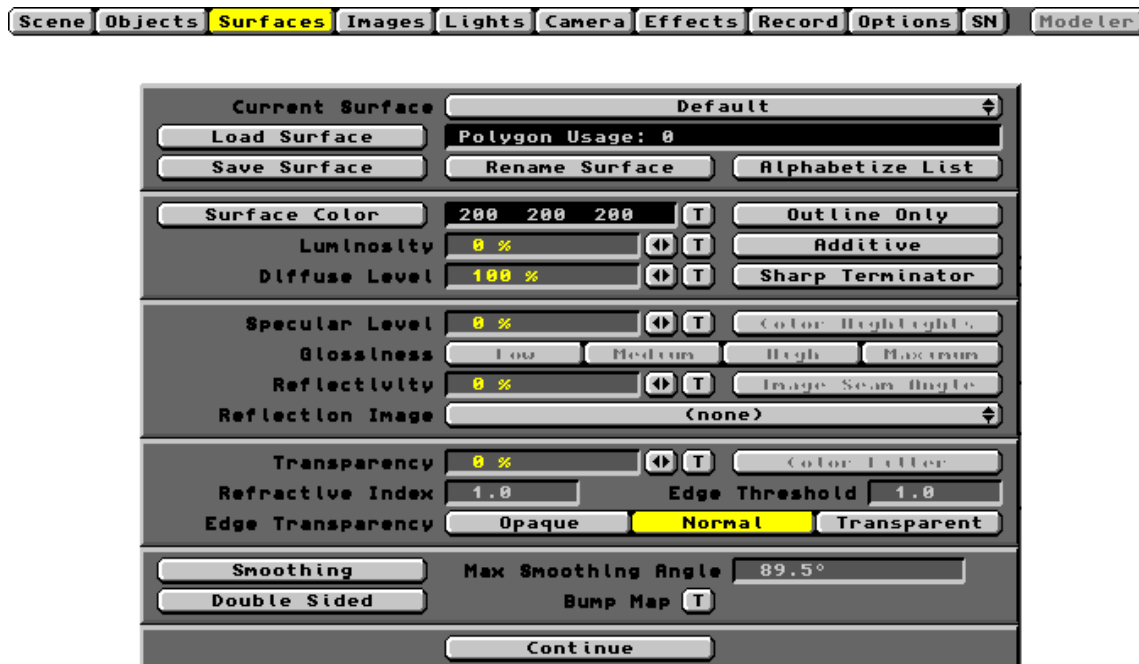 Scene Objects Surfaces Images Lights Camera Effects Record Options SN Modeler
Current Surface Default
Load Surface Polygon Usage: 0
Save Surface Rename Surface Alphabetize List
Surface Color 200 200 200 T Outline Only
Luminosity 0 % T Additive
Diffuse Level 100 % T Sharp Terminator
Specular Level 0 % T Color Highlights
Glossiness Low Medium High Maximum
Reflectivity 0 % T Image Seam Angle
Reflection Image (none)
Transparency 0 % T Color Filter
Refractive Index 1.0 Edge Threshold 1.0
Edge Transparency Opaque Normal Transparent
Smoothing Max Smoothing Angle 89.5°
Double Sided Bump Map T
Continue